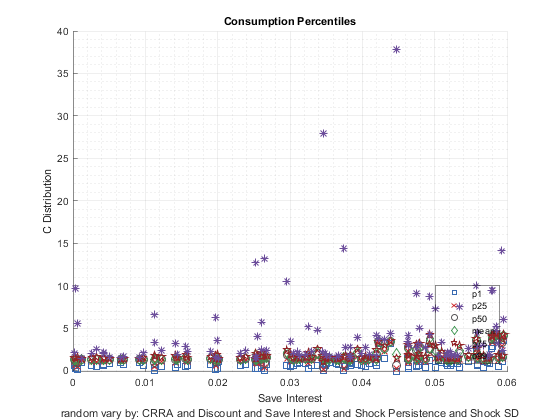 Consumption Percentiles
40
35
30
25
20
15
10
5
0
C Distribution
p1
p25
p50
mean
0
0.01
0.02
0.03
0.04
0.05
0.06
Save Interest
random vary by: CRRA and Discount and Save Interest and Shock Persistence and Shock SD